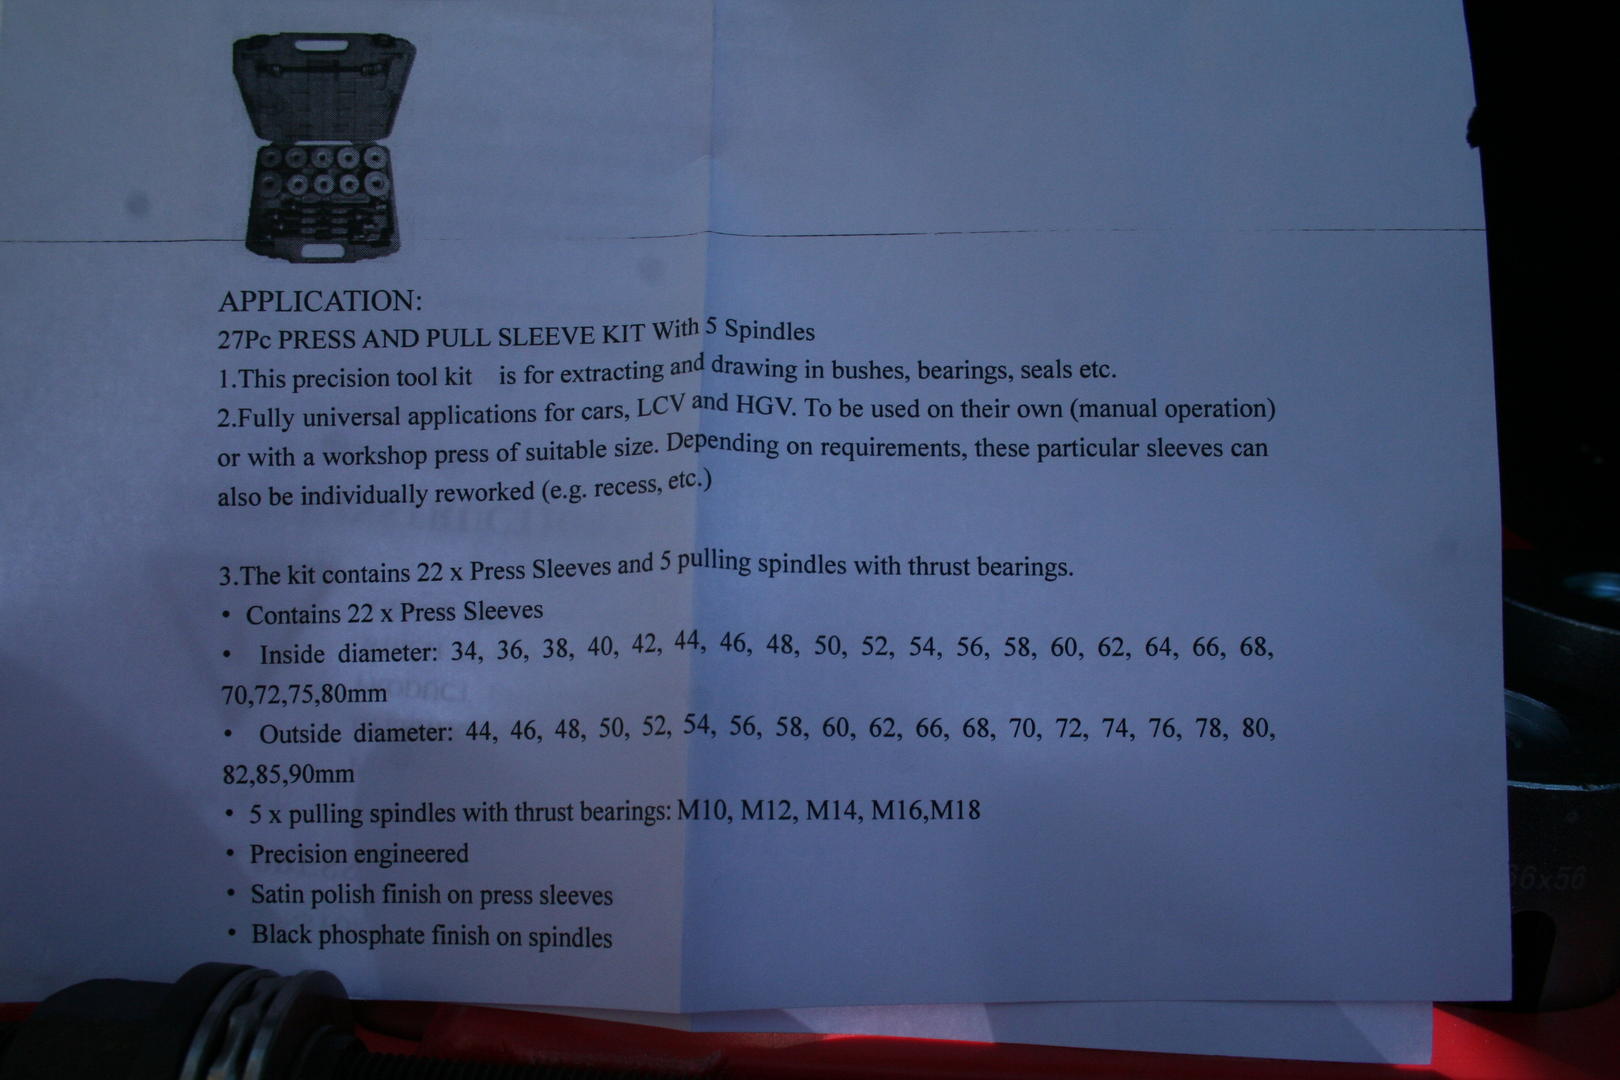 APPLICATION:
27Pc PRESS AND PULL SLEEVE KIT With 5 Spindles
1.This precision tool kit is for extracting and drawing in bushes, bearings, seals etc.
2.Fully universal applications for cars, LCV and HGV. To be used on their own (manual operation)
or with a workshop press of suitable size. Depending on requirements, these particular sleeves can
also be individually reworked (e.g. recess, etc.)
3.The kit contains 22 x Press Sleeves and 5 pulling spindles with thrust bearings.
• Contains 22 x Press Sleeves
• Inside diameter: 34, 36, 38, 40, 42, 44, 46, 48, 50, 52, 54, 56, 58, 60, 62, 64, 66, 68,
70,72,75,80mm
• Outside diameter: 44, 46, 48, 50, 52, 54, 56, 58, 60, 62, 66, 68, 70, 72, 74, 76, 78, 80,
82,85,90mm
• 5 x pulling spindles with thrust bearings: M10, M12, M14, M16,M18
• Precision engineered
• Satin polish finish on press sleeves
• Black phosphate finish on spindles